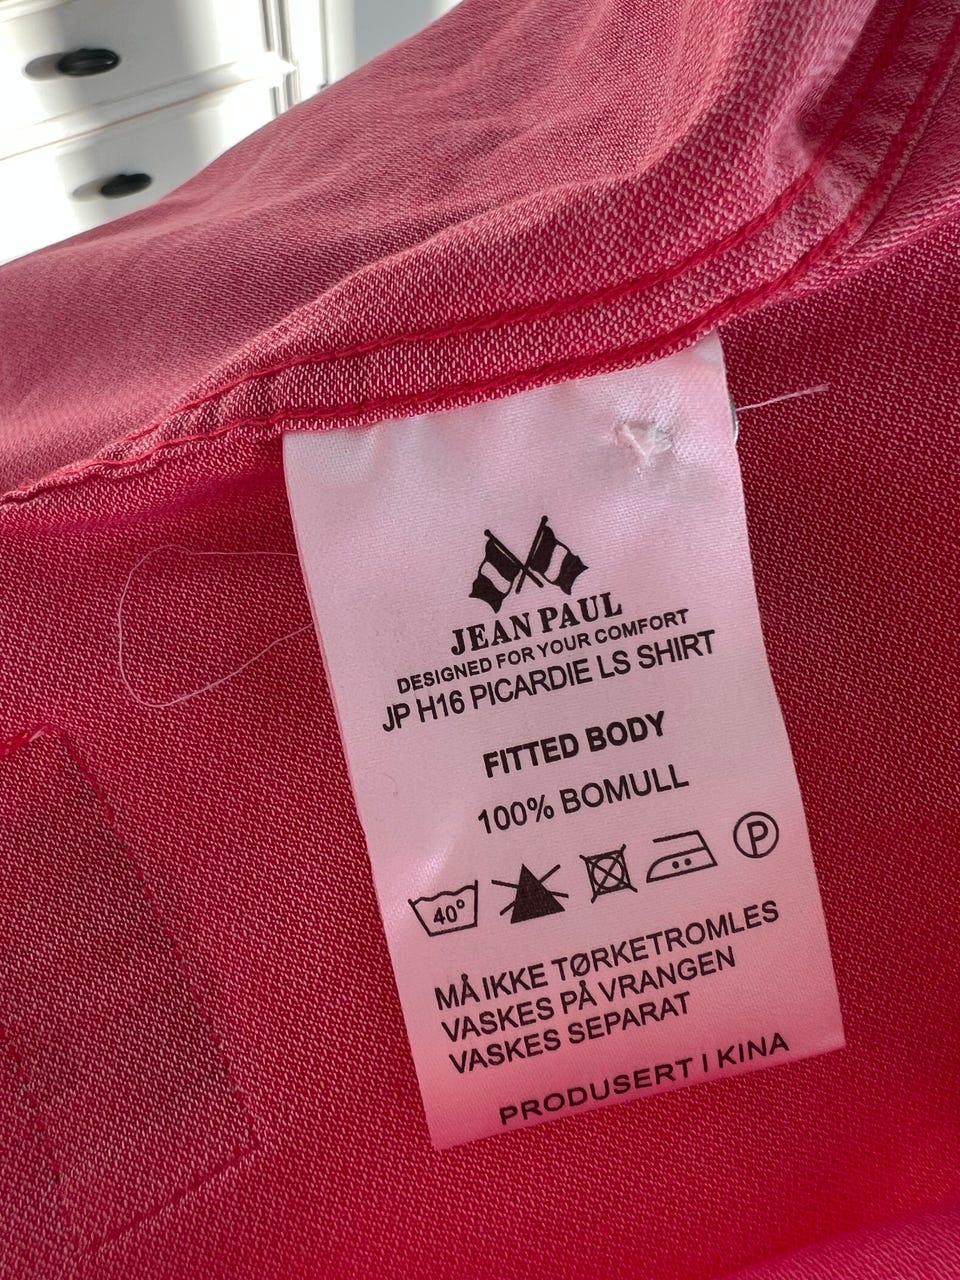 JEAN PAUL
DESIGNED FOR YOUR COMFORT
JP H16 PICARDIE LS SHIRT
FITTED BODY
100% BOMULL
40° P
MÅ IKKE TØRKETROMLES
VASKES PÅ VRANGEN
VASKES SEPARAT
PRODUSERT I KINA